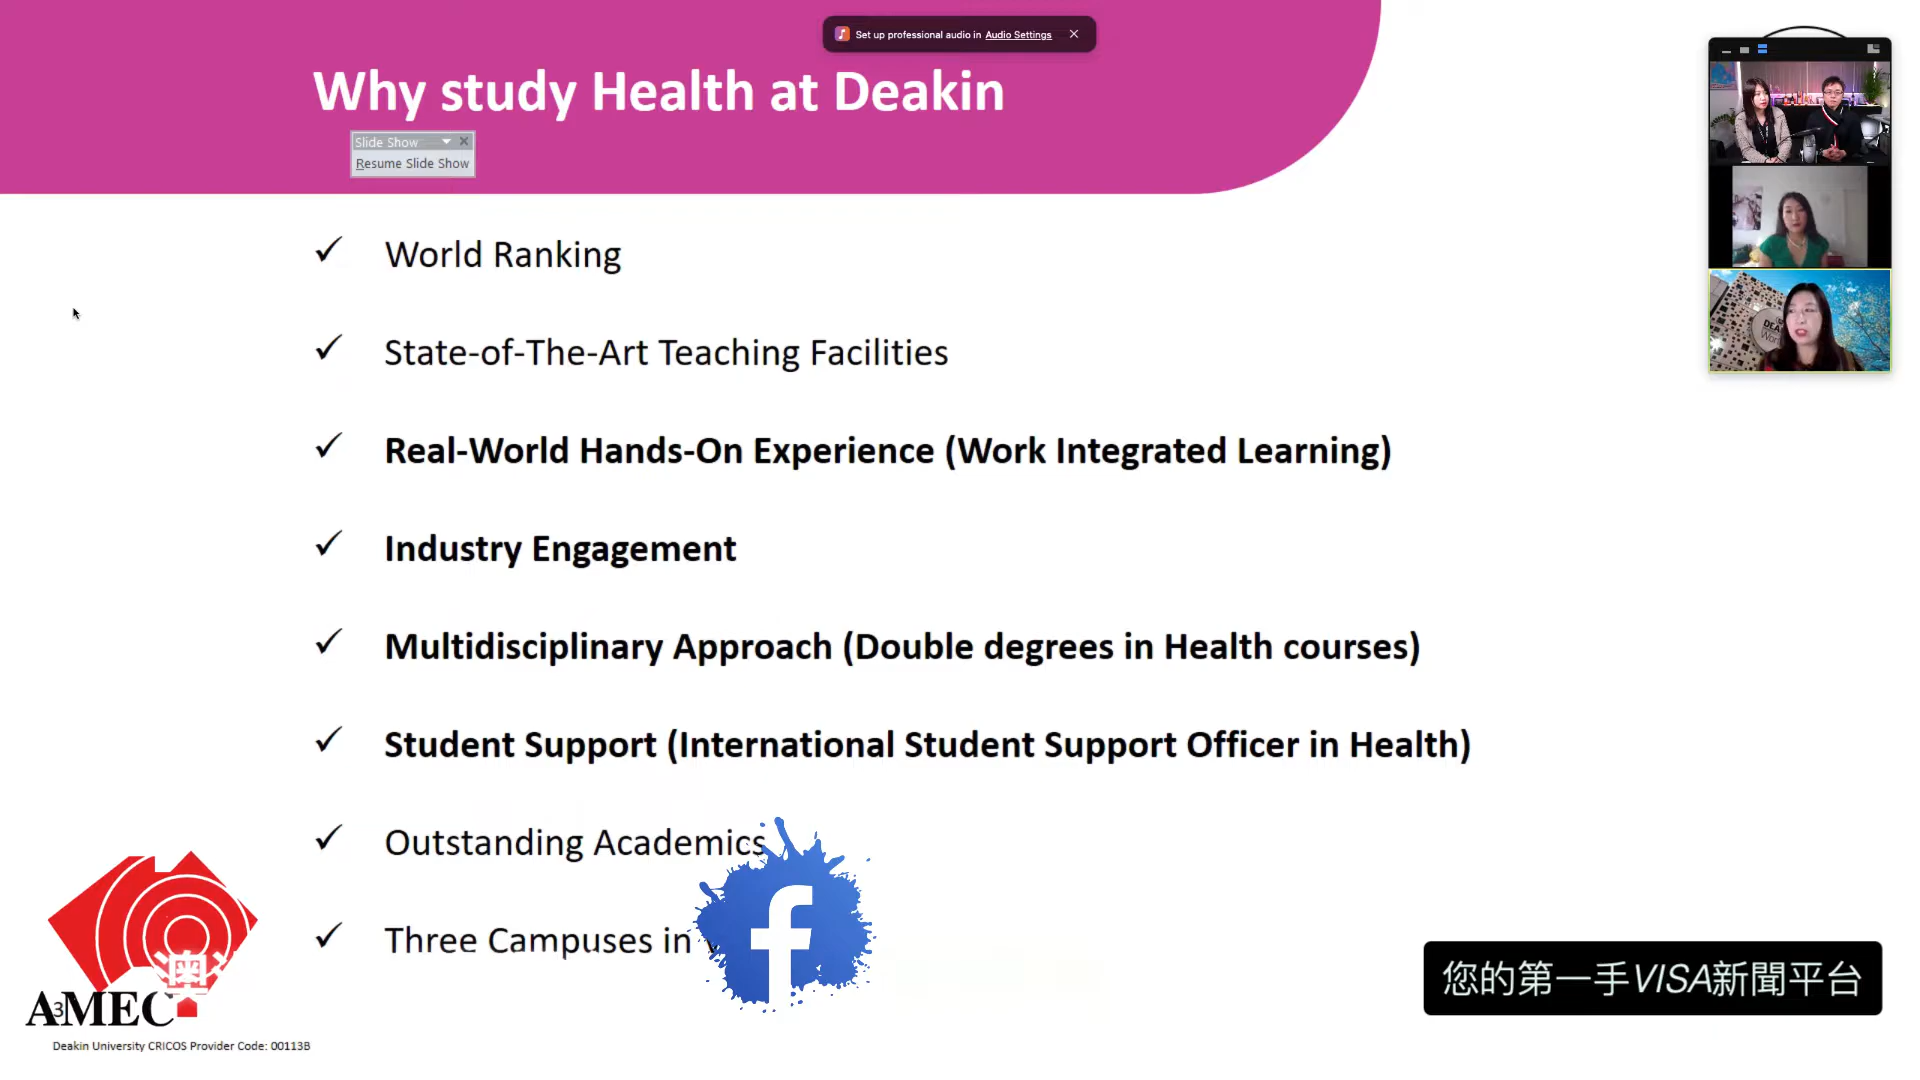 Set up professional audio in Audio Settings
Why study Health at Deakin
Slide Show
Resume Slide Show
✓ World Ranking
✓ State-of-The-Art Teaching Facilities
✓ Real-World Hands-On Experience (Work Integrated Learning)
✓ Industry Engagement
✓ Multidisciplinary Approach (Double degrees in Health courses)
✓ Student Support (International Student Support Officer in Health)
✓ Outstanding Academics
✓ Three Campuses in
澳
AMEC
3
Deakin University CRICOS Provider Code: 00113B
您的第一手VISA新聞平台